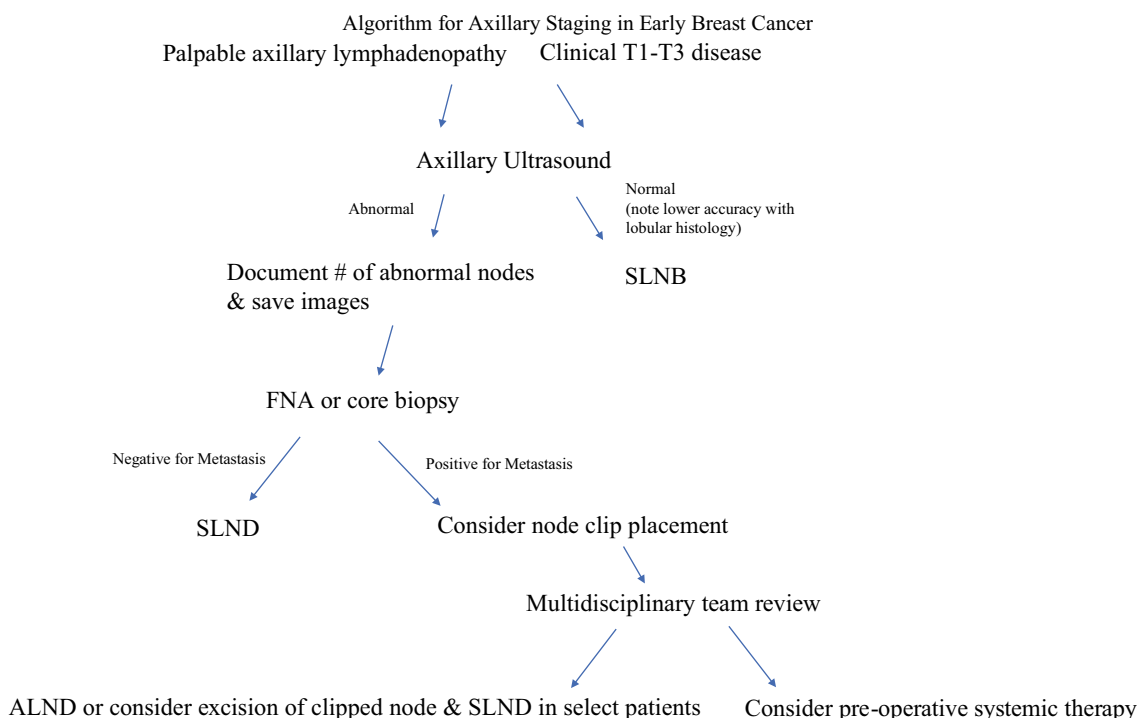 Algorithm for Axillary Staging in Early Breast Cancer
Palpable axillary lymphadenopathy Clinical T1-T3 disease
Axillary Ultrasound
Abnormal
Normal
(note lower accuracy with
lobular histology)
Document # of abnormal nodes
& save images
SLNB
FNA or core biopsy
Negative for Metastasis
Positive for Metastasis
SLND
Consider node clip placement
Multidisciplinary team review
ALND or consider excision of clipped node & SLND in select patients
Consider pre-operative systemic therapy